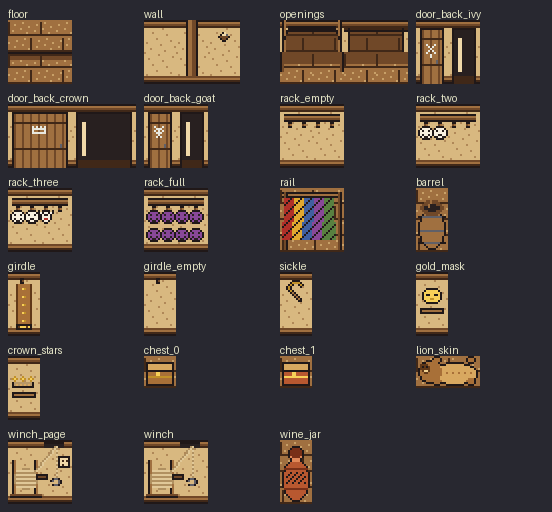 floor wall openings door_back_ivy
door_back_crown door_back_goat rack_empty rack_two
rack_three rack_full rail barrel
girdle girdle_empty sickle gold_mask
crown_stars chest_0 chest_1 lion_skin
winch_page winch wine_jar